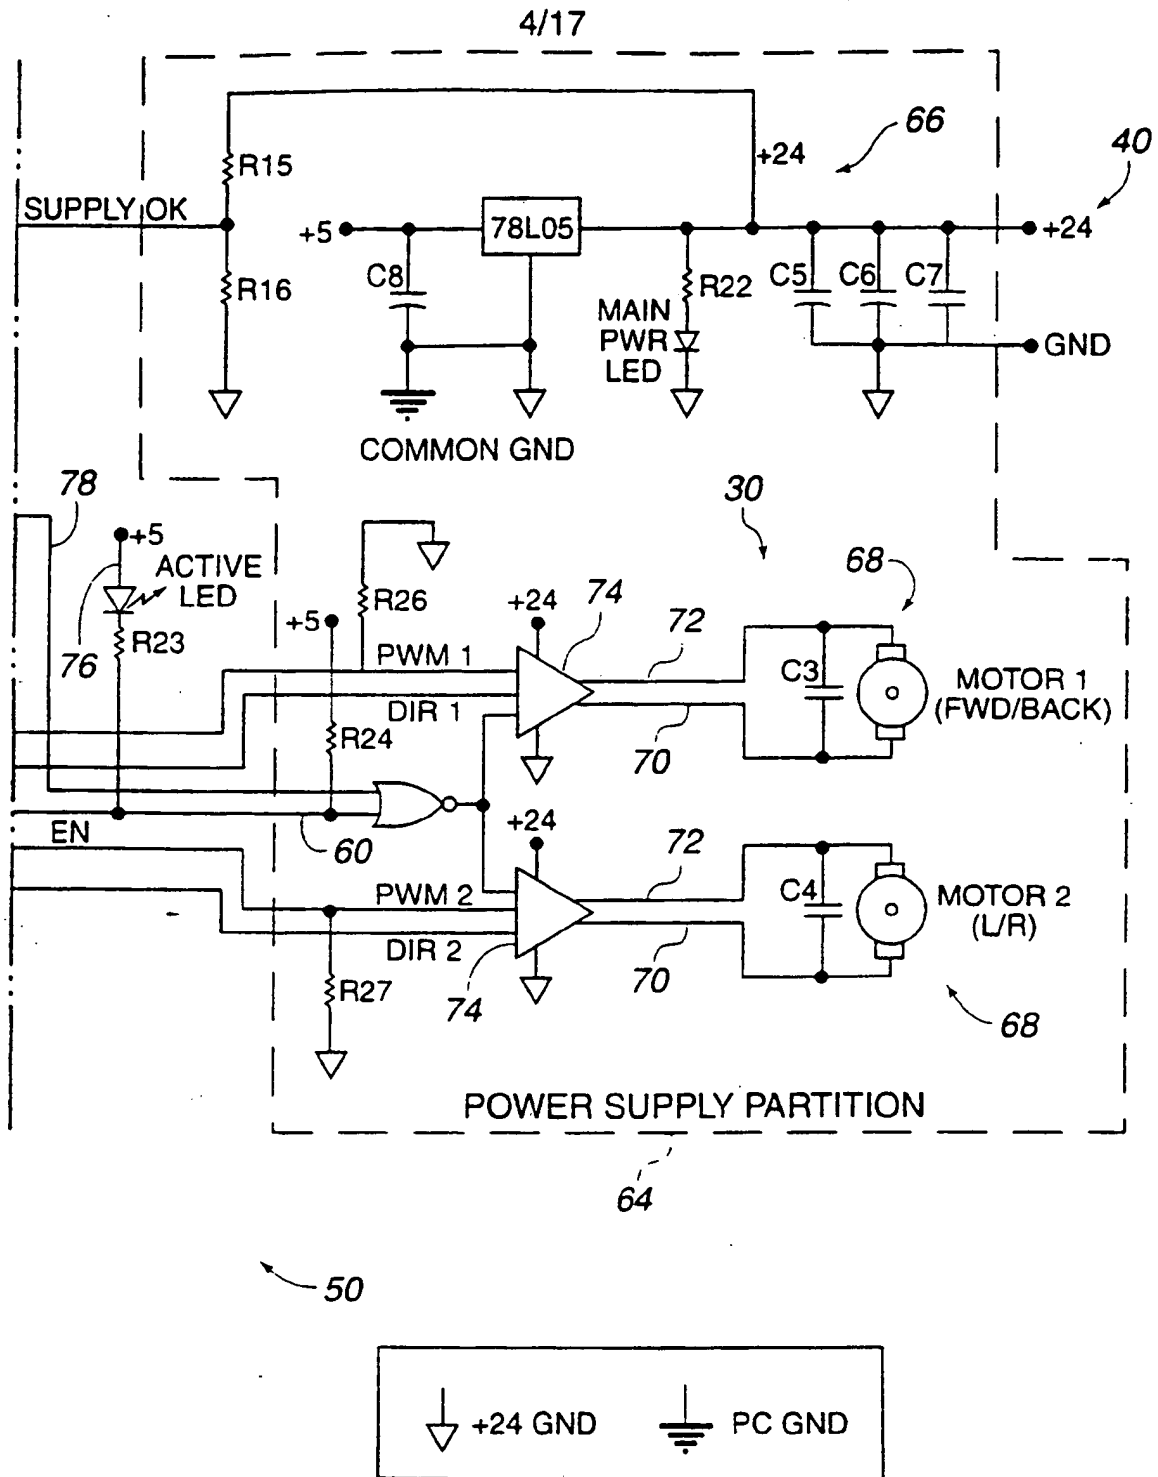 4/17
66
40
+24
R15
SUPPLY OK
+5
78L05
+24
R16
C8
R22
C5
C6
C7
MAIN
PWR
LED
GND
COMMON GND
78
+5
ACTIVE
LED
76
R23
30
68
R26
+24
74
+5
72
PWM 1
C3
MOTOR 1
(FWD/BACK)
DIR 1
R24
70
EN
60
+24
72
PWM 2
C4
MOTOR 2
(L/R)
DIR 2
70
R27
74
68
POWER SUPPLY PARTITION
64
50
+24 GND
PC GND